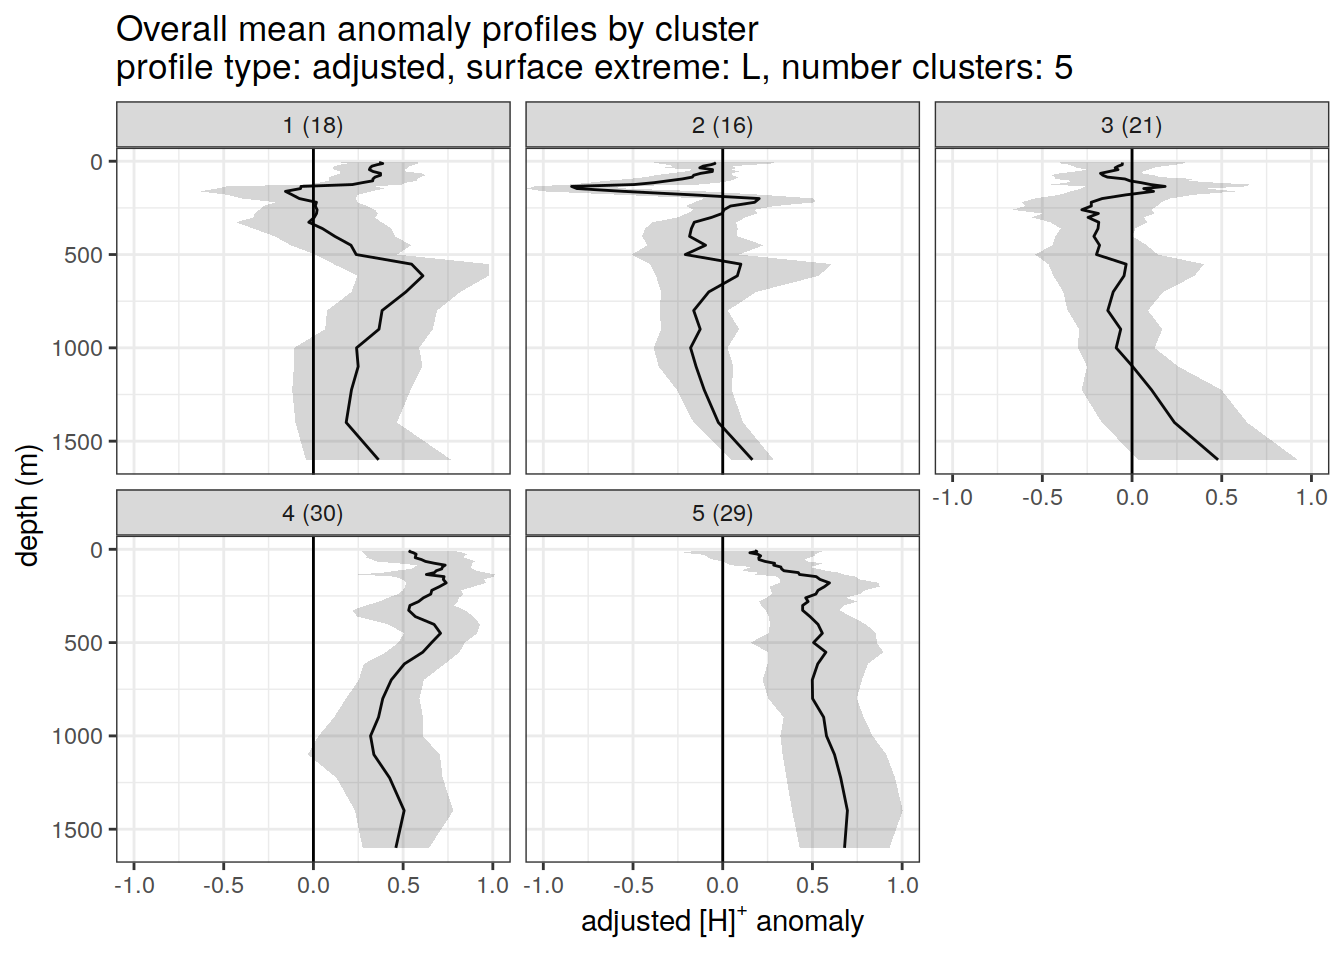 Overall mean anomaly profiles by cluster
profile type: adjusted, surface extreme: L, number clusters: 5
1 (18)
2 (16)
3 (21)
0
500
1000
1500
-1.0 -0.5 0.0 0.5 1.0
4 (30)
5 (29)
0
500
1000
1500
-1.0 -0.5 0.0 0.5 1.0
-1.0 -0.5 0.0 0.5 1.0
depth (m)
adjusted [H]⁺ anomaly